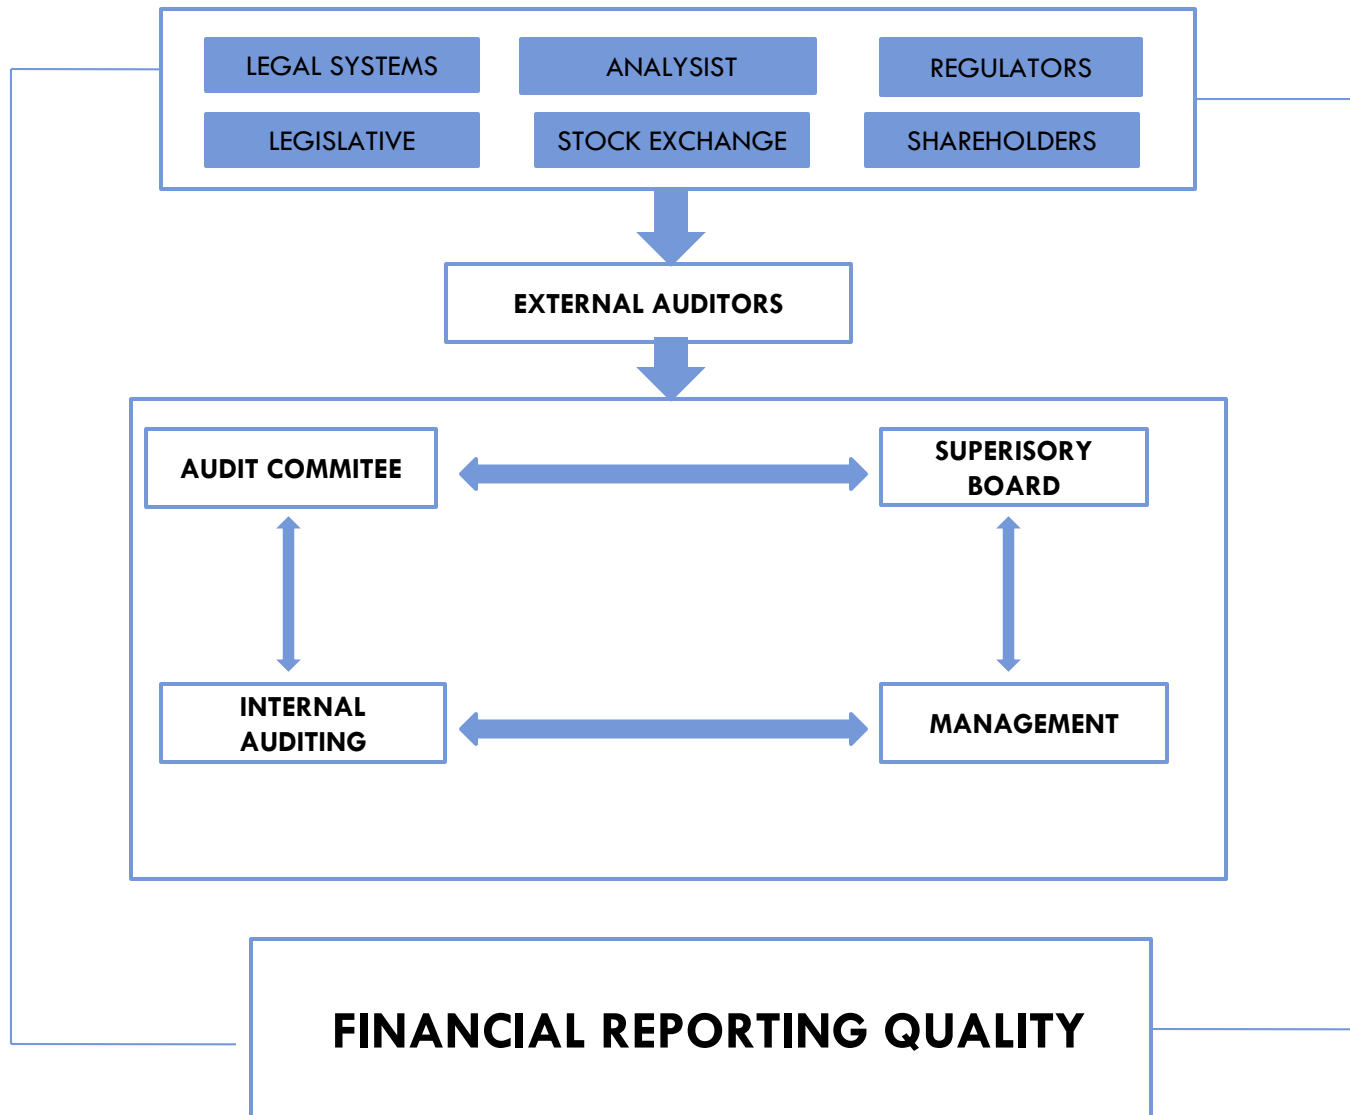 LEGAL SYSTEMS
ANALYSIST
REGULATORS
LEGISLATIVE
STOCK EXCHANGE
SHAREHOLDERS
EXTERNAL AUDITORS
AUDIT COMMITEE
SUPERISORY
BOARD
INTERNAL
AUDITING
MANAGEMENT
FINANCIAL REPORTING QUALITY